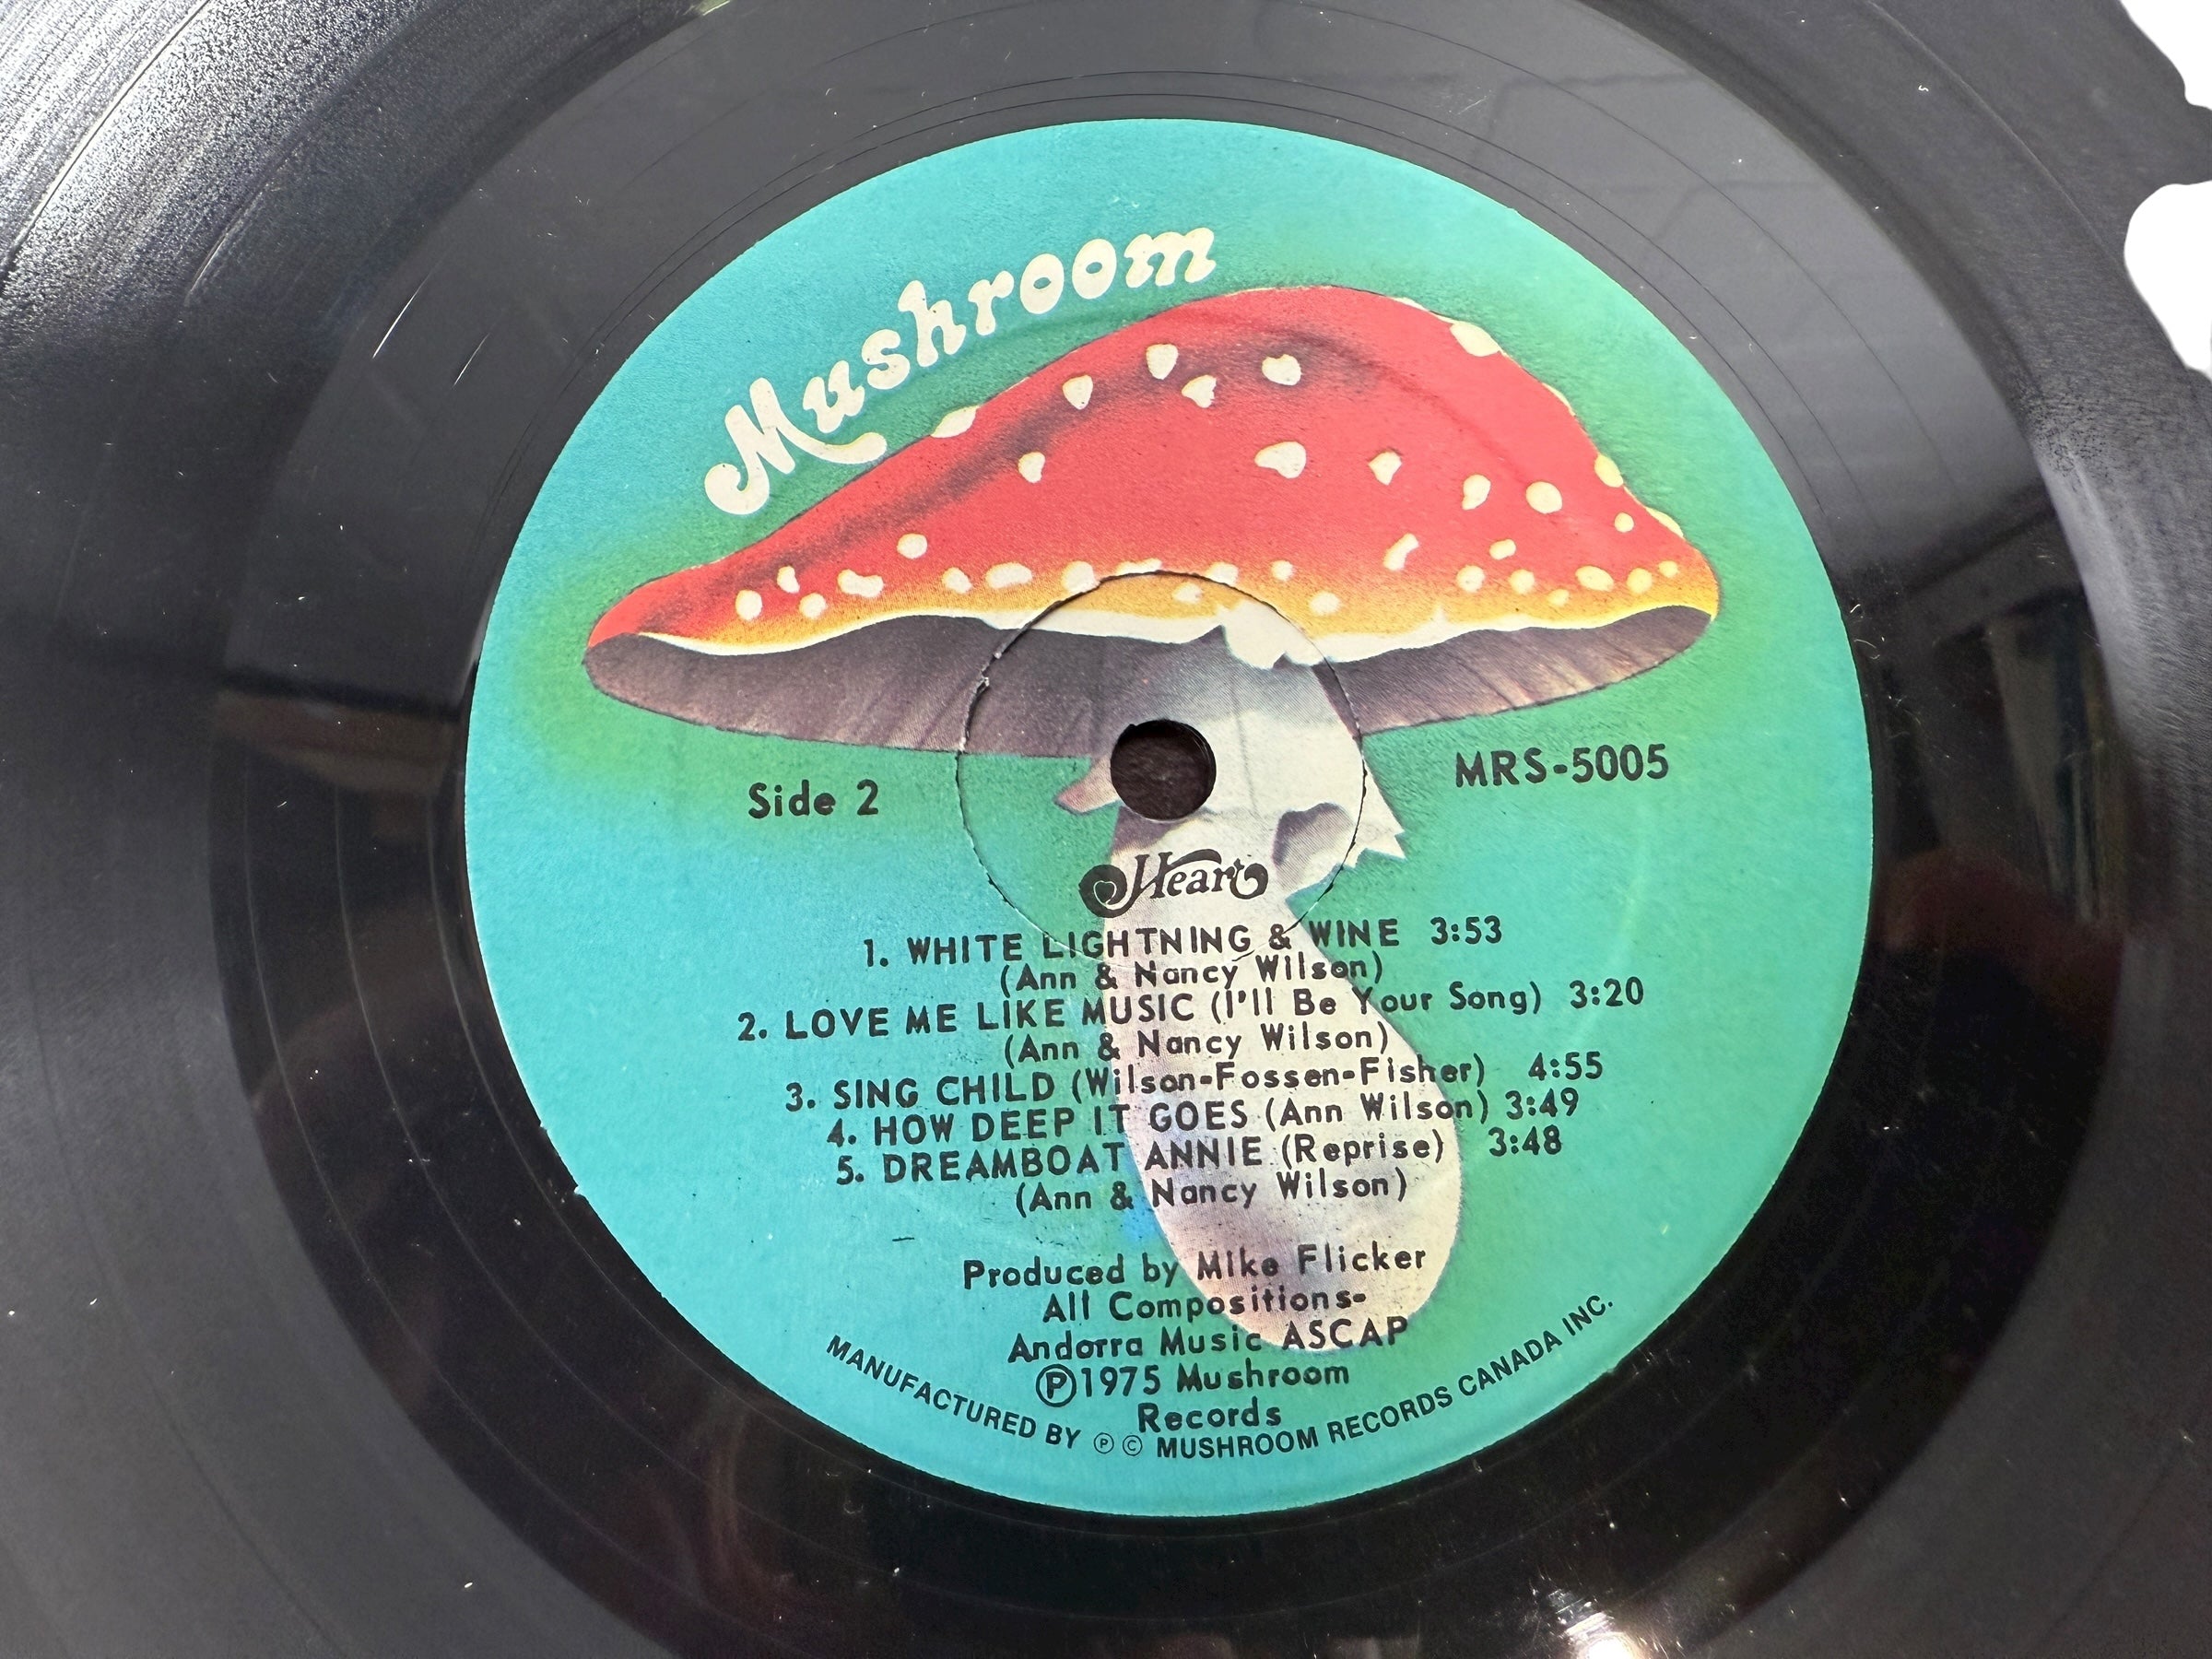 Mushroom
Side 2
MRS-5005
Heart
1. WHITE LIGHTNING & WINE 3:53
(Ann & Nancy Wilson)
2. LOVE ME LIKE MUSIC (I'll Be Your Song) 3:20
(Ann & Nancy Wilson)
3. SING CHILD (Wilson-Fossen-Fisher) 4:55
4. HOW DEEP IT GOES (Ann Wilson) 3:49
5. DREAMBOAT ANNIE (Reprise) 3:48
(Ann & Nancy Wilson)
Produced by Mike Flicker
All Compositions-
Andorra Music ASCAP
Ⓟ1975 Mushroom
Records
MANUFACTURED BY Ⓟ © MUSHROOM RECORDS CANADA INC.